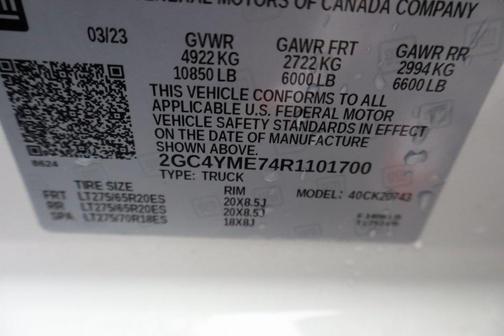 GENERAL MOTORS OF CANADA COMPANY
03/23 GVWR GAWR FRT GAWR RR
4922 KG 2722 KG 2994 KG
10850 LB 6000 LB 6600 LB
THIS VEHICLE CONFORMS TO ALL
APPLICABLE U.S. FEDERAL MOTOR
VEHICLE SAFETY STANDARDS IN EFFECT
ON THE DATE OF MANUFACTURE
SHOWN ABOVE.
8624 2GC4YME74R1101700
TYPE: TRUCK
TIRE SIZE RIM MODEL: 40CK20743
FRT LT275/65R20ES 20X8.5J
RR LT275/65R20ES 20X8.5J
SPA LT275/70R18ES 18X8J